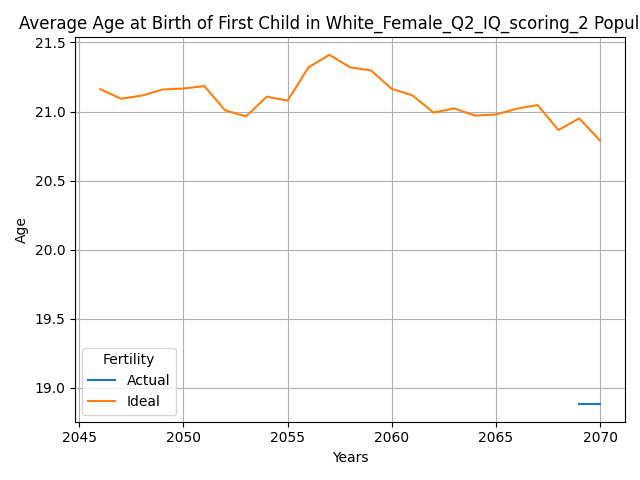 Average Age at Birth of First Child in White_Female_Q2_IQ_scoring_2 Popul
21.5
21.0
20.5
20.0
19.5
19.0
Age
Fertility
Actual
Ideal
2045 2050 2055 2060 2065 2070
Years